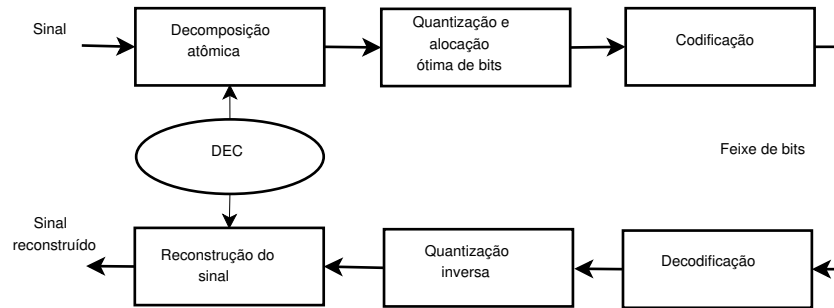 Sinal
Decomposição
atômica
Quantização e
alocação
ótima de bits
Codificação
DEC
Feixe de bits
Sinal
reconstruído
Reconstrução do
sinal
Quantização
inversa
Decodificação